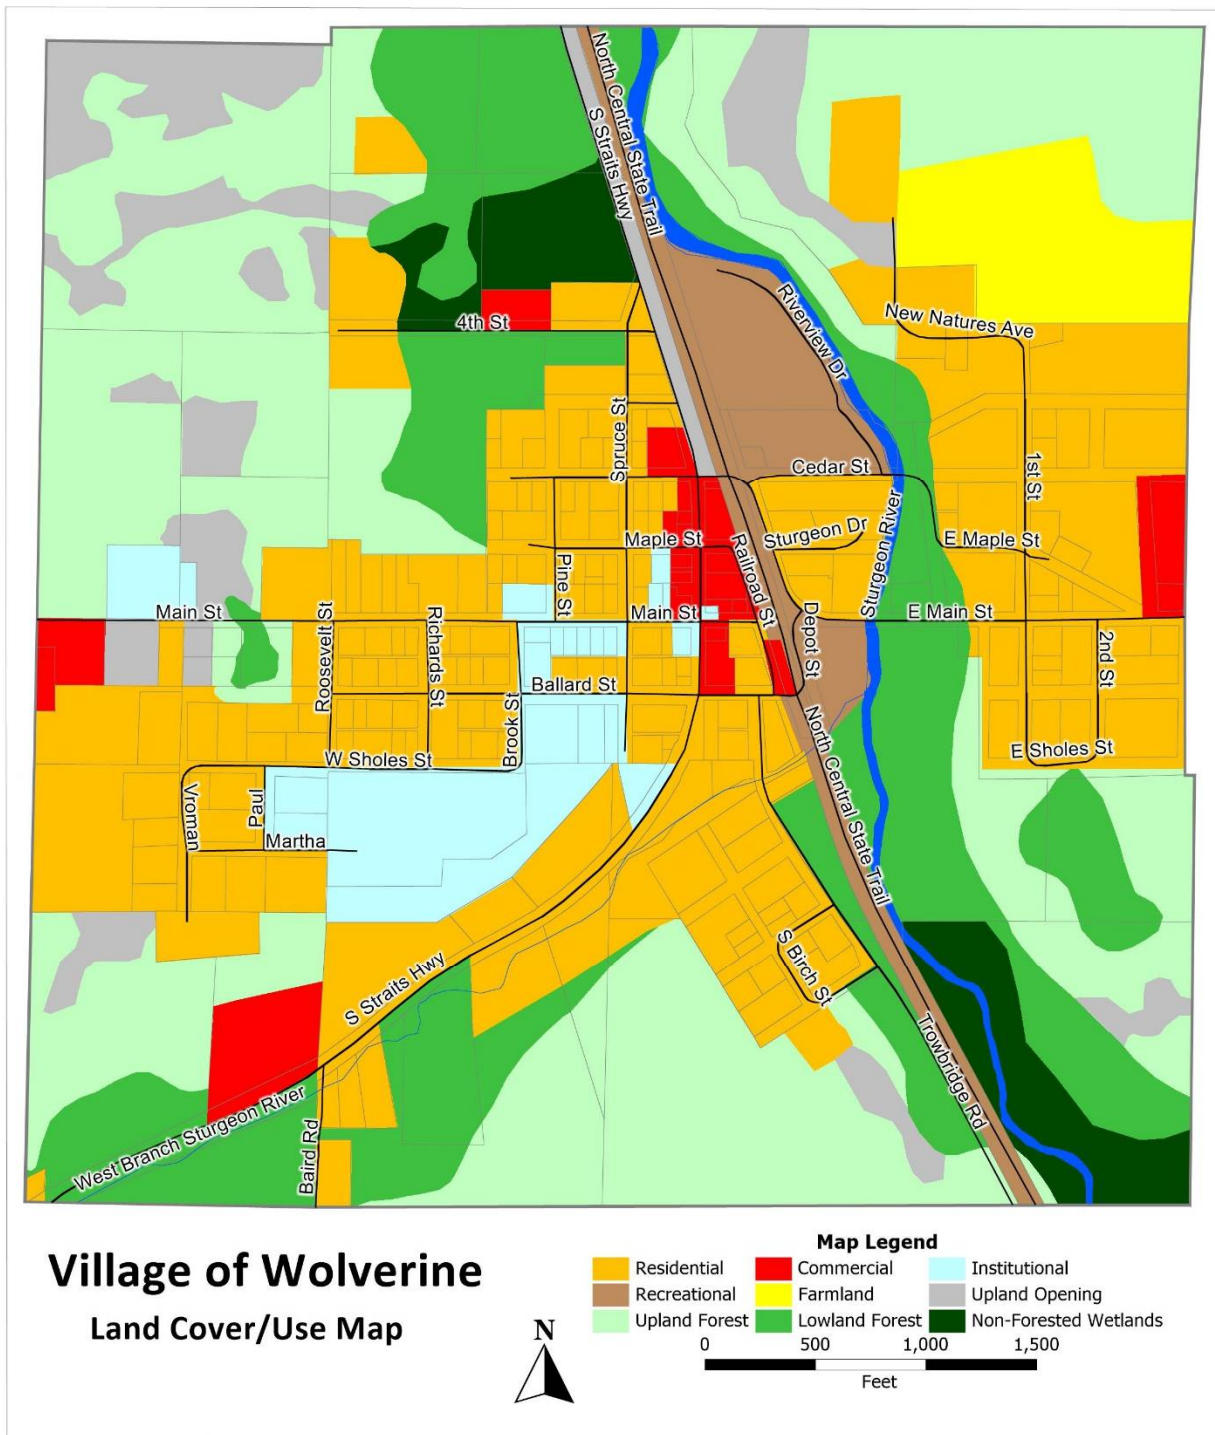 North Central State Trail
S Straits Hwy
Riverview Dr
New Natures Ave
4th St
Spruce St
Cedar St
1st St
Maple St
Sturgeon Dr
Sturgeon River
E Maple St
Pine St
Railroad St
Main St
Main St
E Main St
Roosevelt St
Richards St
Depot St
2nd St
Ballard St
Brook St
W Sholes St
E Sholes St
North Central State Trail
Vroman
Paul
Martha
S Birch St
S Straits Hwy
Trowbridge Rd
West Branch Sturgeon River
Baird Rd
Village of Wolverine
Land Cover/Use Map
N
Map Legend
Residential Commercial Institutional
Recreational Farmland Upland Opening
Upland Forest Lowland Forest Non-Forested Wetlands
0 500 1,000 1,500
Feet